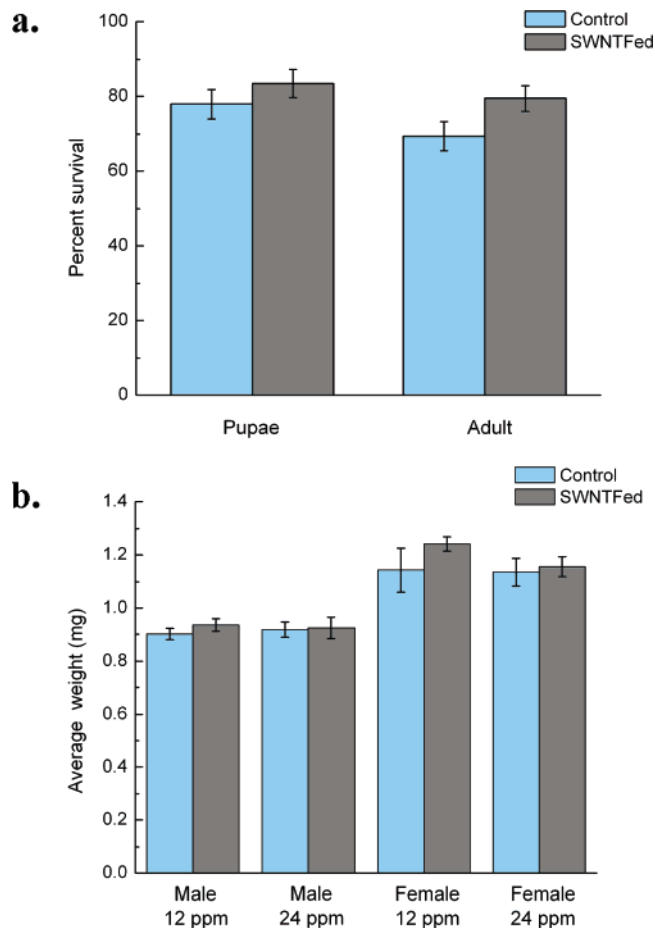 a.
Control
SWNTFed
100
80
60
40
20
0
Percent survival
Pupae Adult
b.
Control
SWNTFed
1.4
1.2
1.0
0.8
0.6
0.4
0.2
0.0
Average weight (mg)
Male Male Female Female
12 ppm 24 ppm 12 ppm 24 ppm